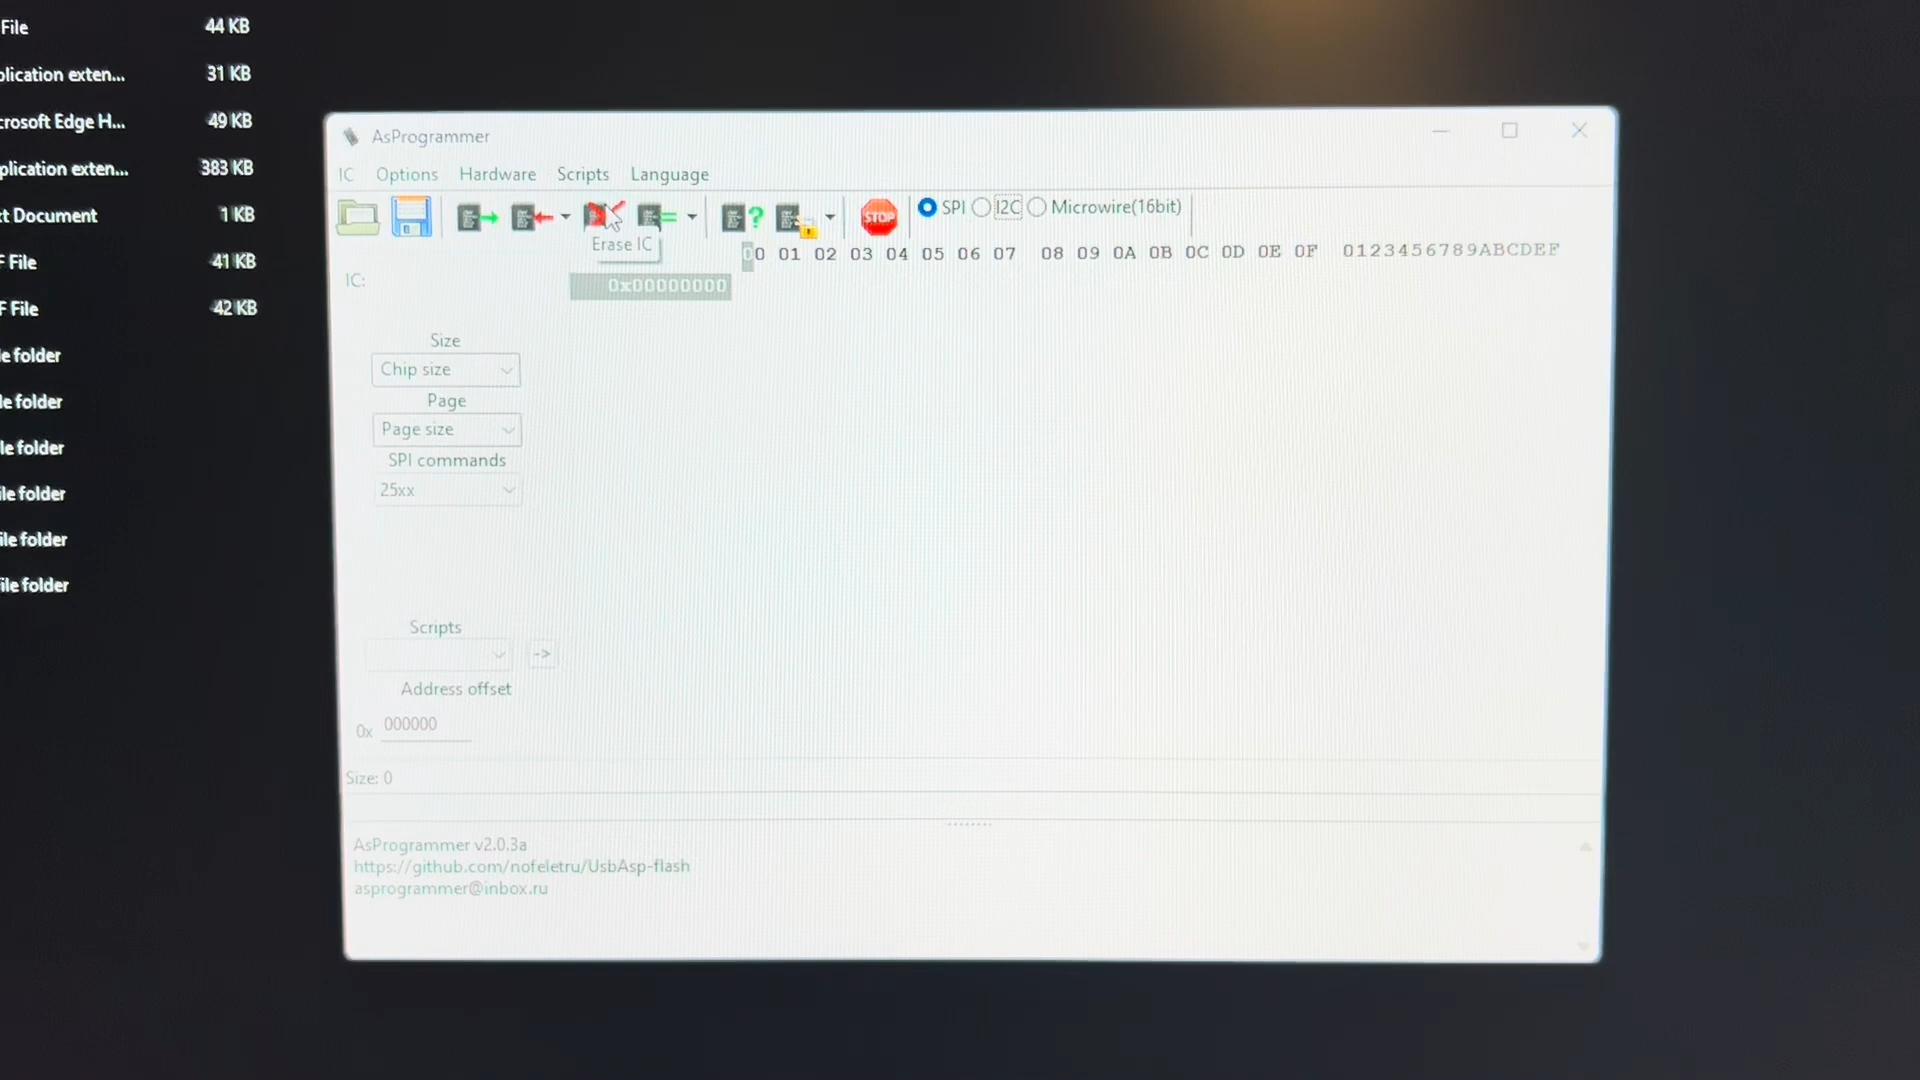 File 44 KB
plication exten... 31 KB
crosoft Edge H... 49 KB
plication exten... 383 KB
t Document 1 KB
F File 41 KB
F File 42 KB
e folder
le folder
le folder
ile folder
ile folder
ile folder
AsProgrammer
IC Options Hardware Scripts Language
STOP SPI I2C Microwire(16bit)
Erase IC
00 01 02 03 04 05 06 07 08 09 0A 0B 0C 0D 0E 0F 0123456789ABCDEF
IC:
0x00000000
Size
Chip size
Page
Page size
SPI commands
25xx
Scripts
->
Address offset
0x 000000
Size: 0
AsProgrammer v2.0.3a
https://github.com/nofeletru/UsbAsp-flash
asprogrammer@inbox.ru